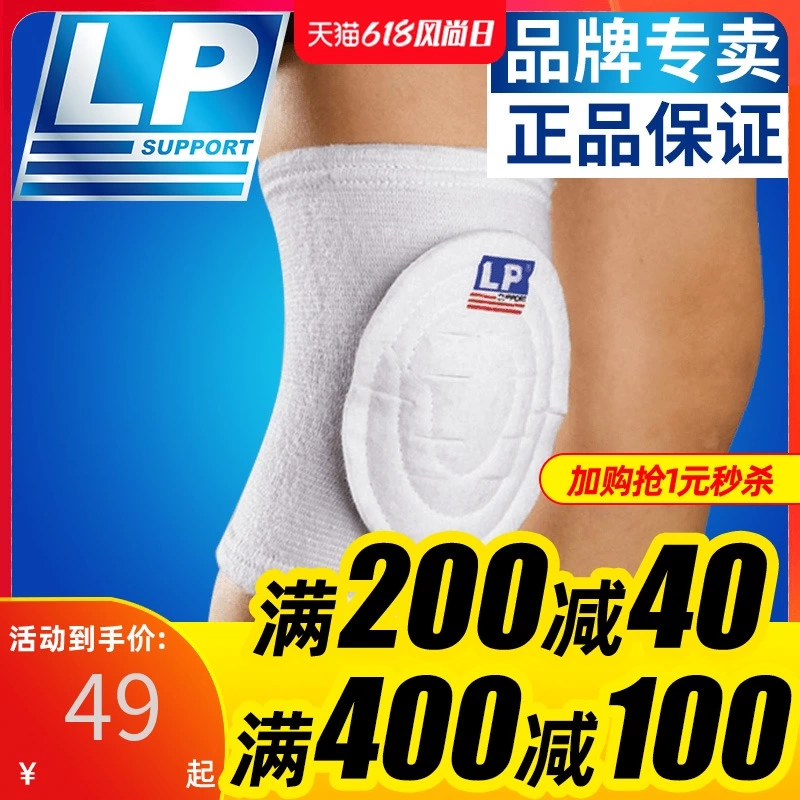 LP
SUPPORT
天猫618风尚日
品牌专卖
正品保证
LP
SUPPORT
加购抢1元秒杀
满200减40
满400减100
活动到手价:
49
¥ 起